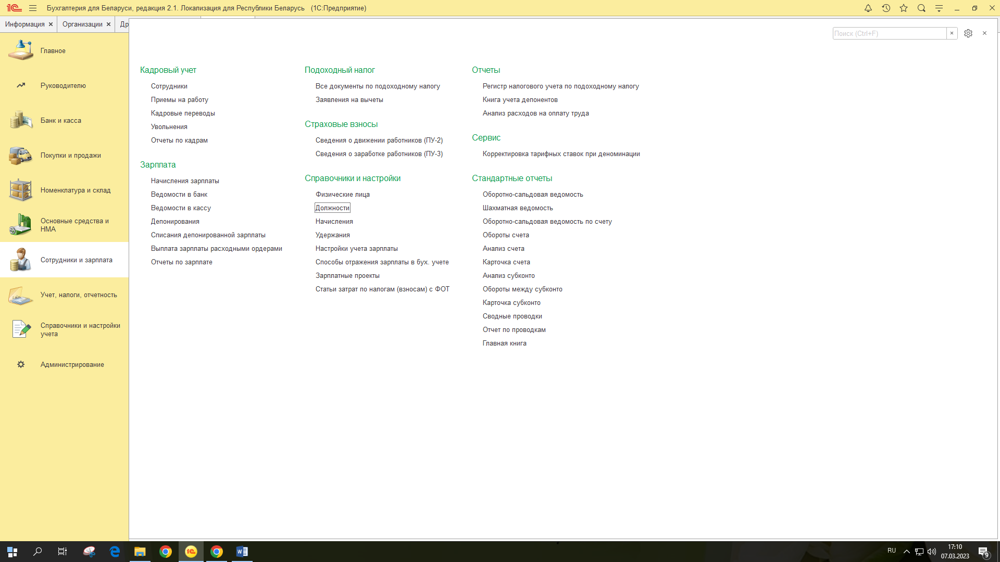 1С Бухгалтерия для Беларуси, редакция 2.1. Локализация для Республики Беларусь (1С:Предприятие)
Информация × Организации × Др
Поиск (Ctrl+F) ×
Главное
Руководителю
Банк и касса
Покупки и продажи
Номенклатура и склад
Основные средства и
НМА
Сотрудники и зарплата
Учет, налоги, отчетность
Справочники и настройки
учета
Администрирование
Кадровый учет
Сотрудники
Приемы на работу
Кадровые переводы
Увольнения
Отчеты по кадрам
Зарплата
Начисления зарплаты
Ведомости в банк
Ведомости в кассу
Депонирования
Списания депонированной зарплаты
Выплата зарплаты расходными ордерами
Отчеты по зарплате
Подоходный налог
Все документы по подоходному налогу
Заявления на вычеты
Страховые взносы
Сведения о движении работников (ПУ-2)
Сведения о заработке работников (ПУ-3)
Справочники и настройки
Физические лица
Должности
Начисления
Удержания
Настройки учета зарплаты
Способы отражения зарплаты в бух. учете
Зарплатные проекты
Статьи затрат по налогам (взносам) с ФОТ
Отчеты
Регистр налогового учета по подоходному налогу
Книга учета депонентов
Анализ расходов на оплату труда
Сервис
Корректировка тарифных ставок при деноминации
Стандартные отчеты
Оборотно-сальдовая ведомость
Шахматная ведомость
Оборотно-сальдовая ведомость по счету
Обороты счета
Анализ счета
Карточка счета
Анализ субконто
Обороты между субконто
Карточка субконто
Сводные проводки
Отчет по проводкам
Главная книга
RU
17:10
07.03.2023
9